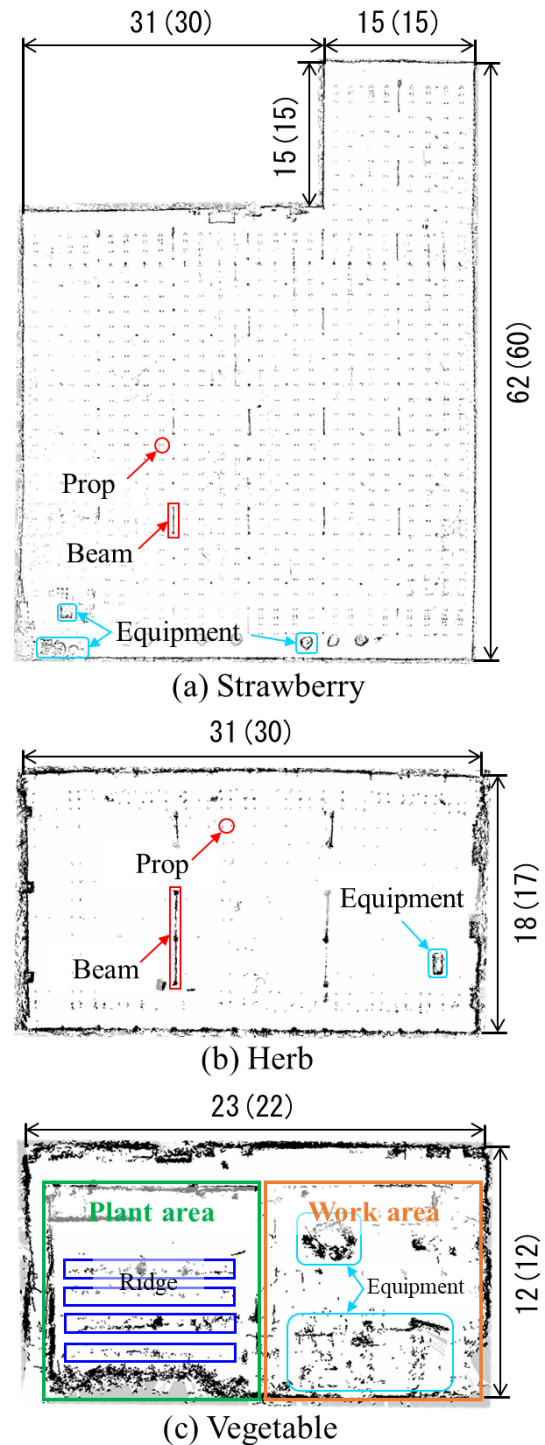 31 (30)
15 (15)
15 (15)
62 (60)
Prop
Beam
Equipment
(a) Strawberry
31 (30)
Prop
Equipment
18 (17)
Beam
(b) Herb
23 (22)
Plant area
Work area
Ridge
Equipment
12 (12)
(c) Vegetable